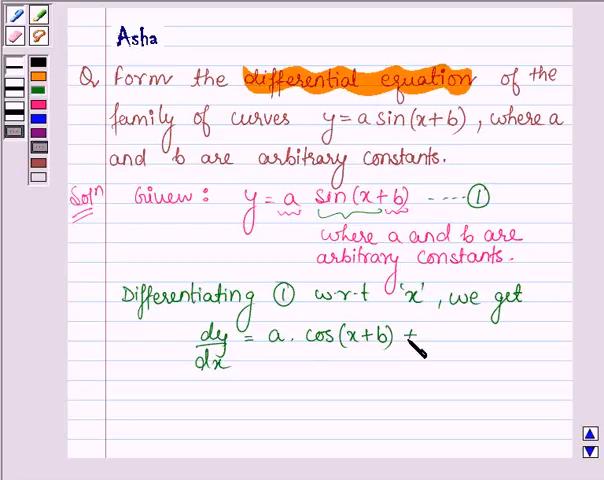 Asha
Q Form the differential equation of the
family of curves y = a sin(x+b), where a
and b are arbitrary constants.
Solⁿ Given: y = a sin(x+b) ----①
where a and b are
arbitrary constants.
Differentiating ① w.r.t 'x', we get
dy/dx = a. cos(x+b)